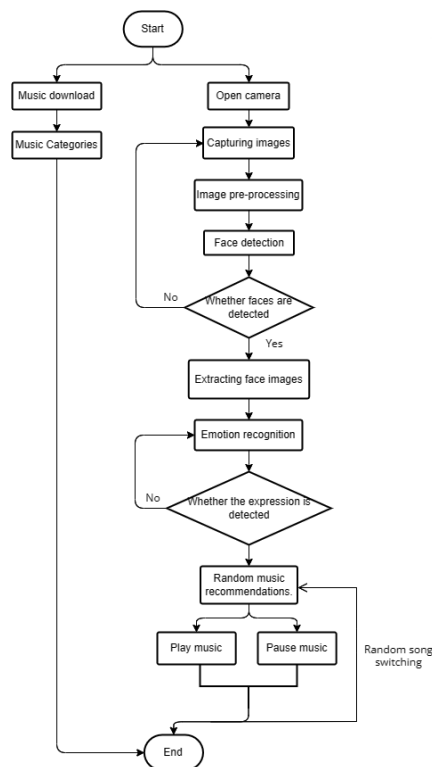 Start
Music download
Open camera
Music Categories
Capturing images
Image pre-processing
Face detection
No
Whether faces are
detected
Yes
Extracting face images
Emotion recognition
No
Whether the expression is
detected
Random music
recommendations.
Play music
Pause music
Random song
switching
End